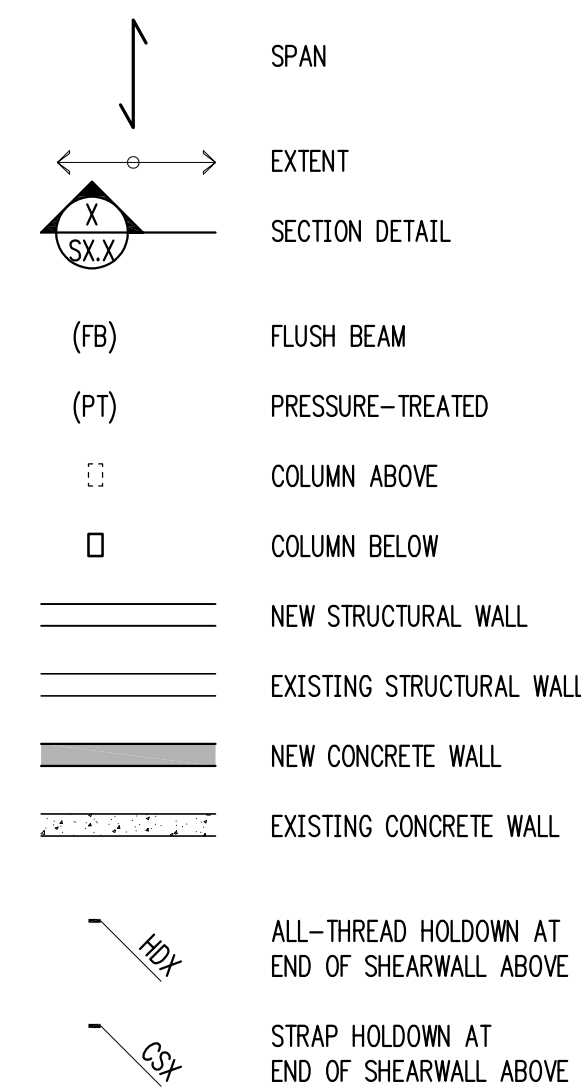 SPAN
EXTENT
X
SX.X
SECTION DETAIL
(FB) FLUSH BEAM
(PT) PRESSURE-TREATED
COLUMN ABOVE
COLUMN BELOW
NEW STRUCTURAL WALL
EXISTING STRUCTURAL WALL
NEW CONCRETE WALL
EXISTING CONCRETE WALL
HDX
ALL-THREAD HOLDOWN AT
END OF SHEARWALL ABOVE
CSX
STRAP HOLDOWN AT
END OF SHEARWALL ABOVE